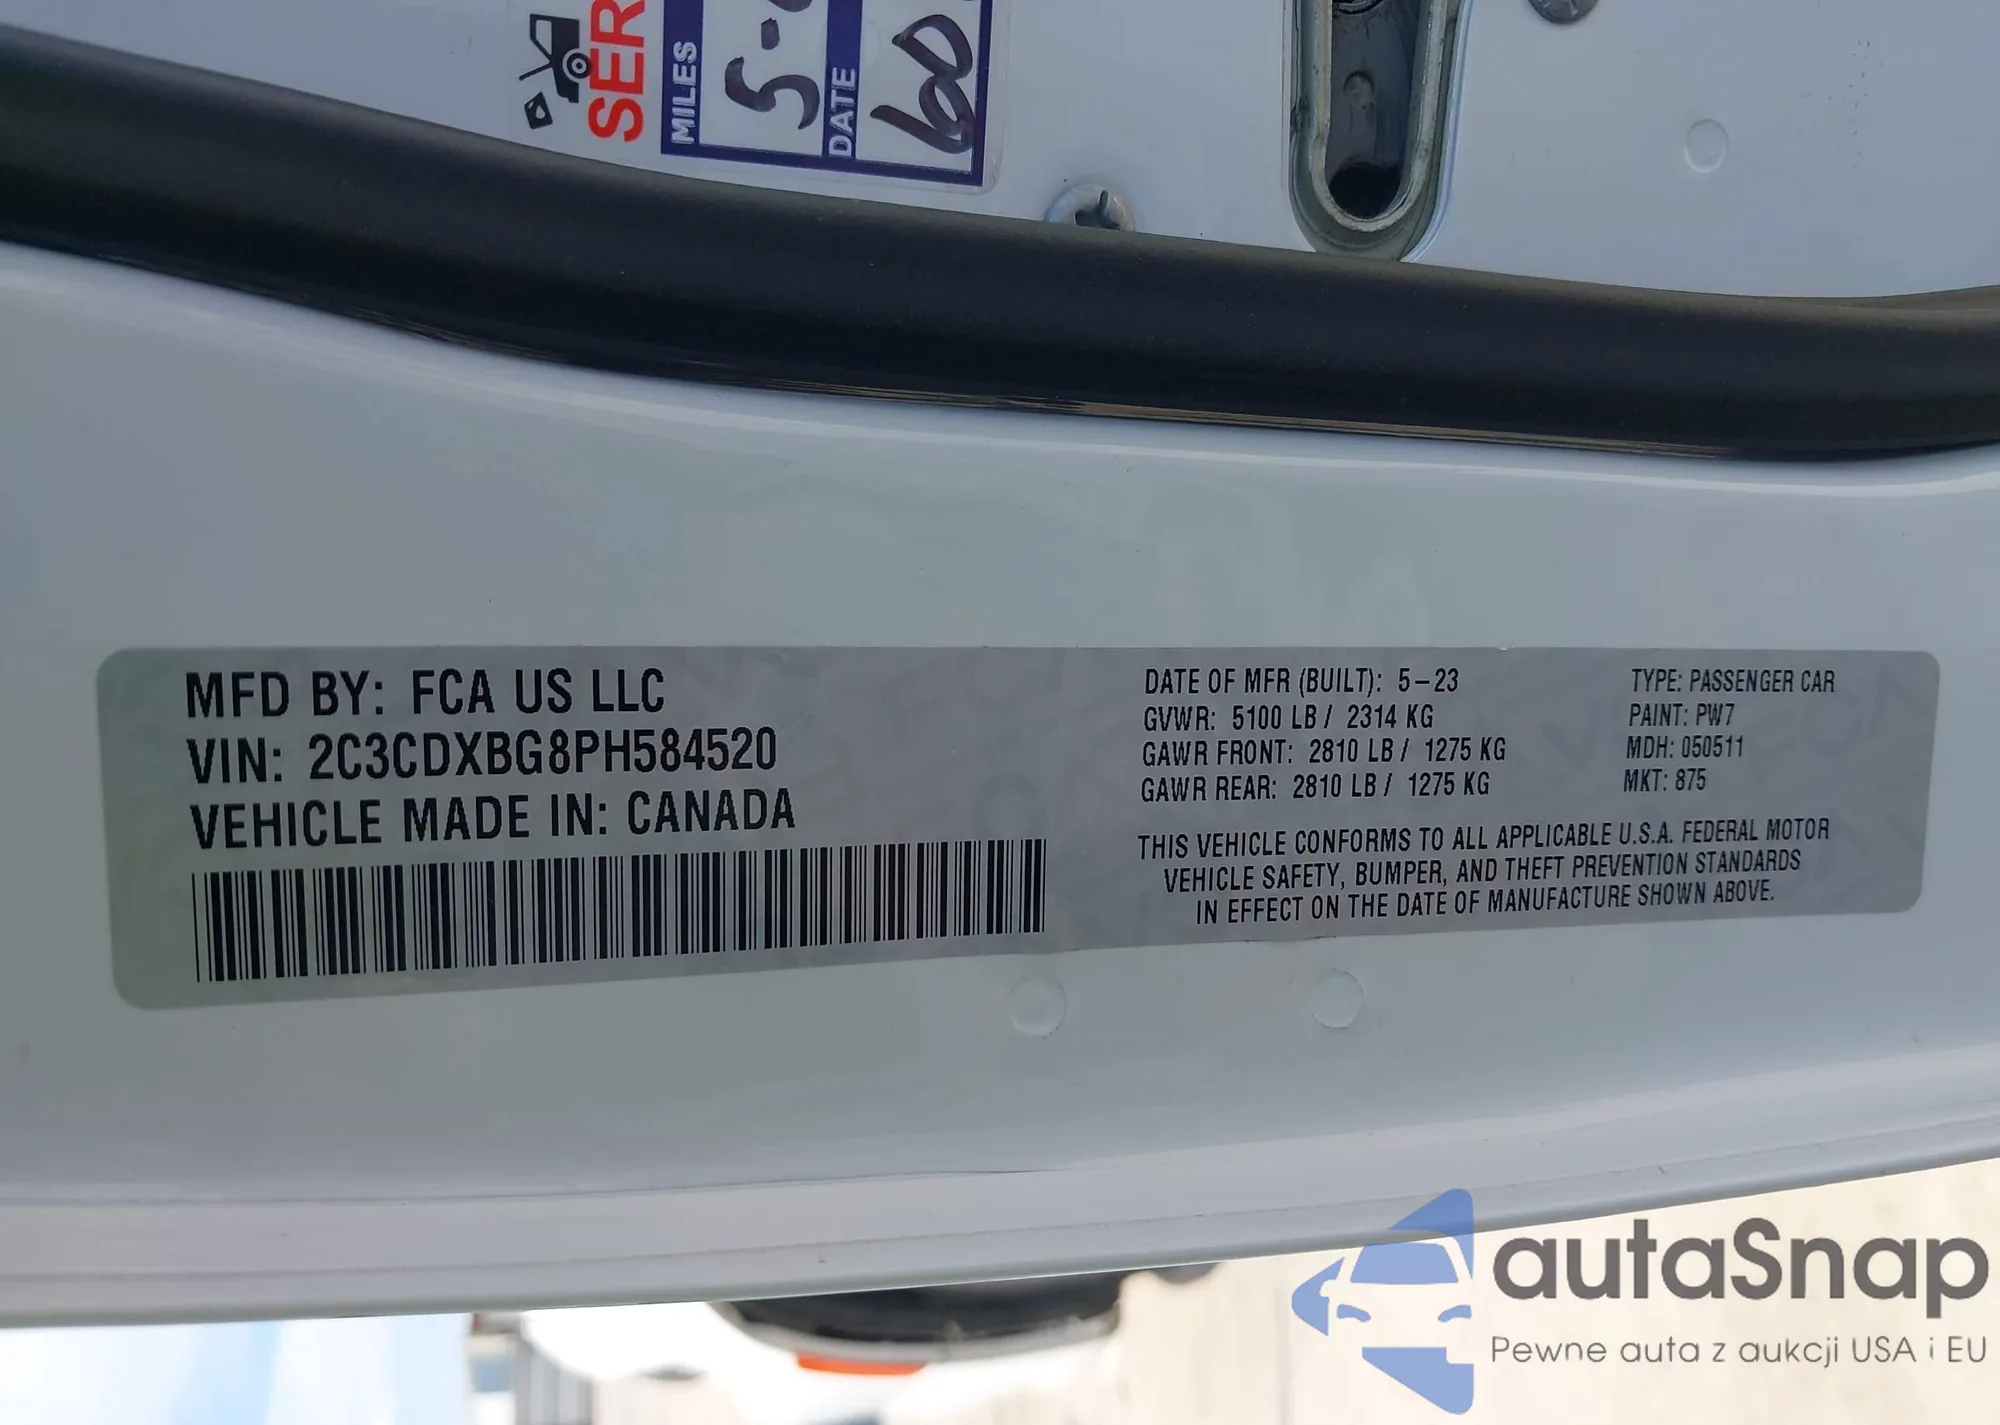 SER
MILES
5-
DATE
60
MFD BY: FCA US LLC
VIN: 2C3CDXBG8PH584520
VEHICLE MADE IN: CANADA
DATE OF MFR (BUILT): 5-23
GVWR: 5100 LB / 2314 KG
GAWR FRONT: 2810 LB / 1275 KG
GAWR REAR: 2810 LB / 1275 KG
TYPE: PASSENGER CAR
PAINT: PW7
MDH: 050511
MKT: 875
THIS VEHICLE CONFORMS TO ALL APPLICABLE U.S.A. FEDERAL MOTOR
VEHICLE SAFETY, BUMPER, AND THEFT PREVENTION STANDARDS
IN EFFECT ON THE DATE OF MANUFACTURE SHOWN ABOVE.
autaSnap
Pewne auta z aukcji USA i EU